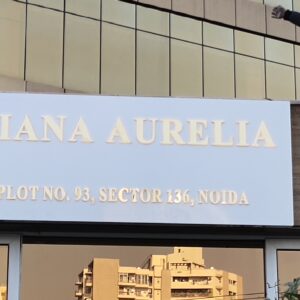 IANA AURELIA
PLOT NO. 93, SECTOR 136, NOIDA